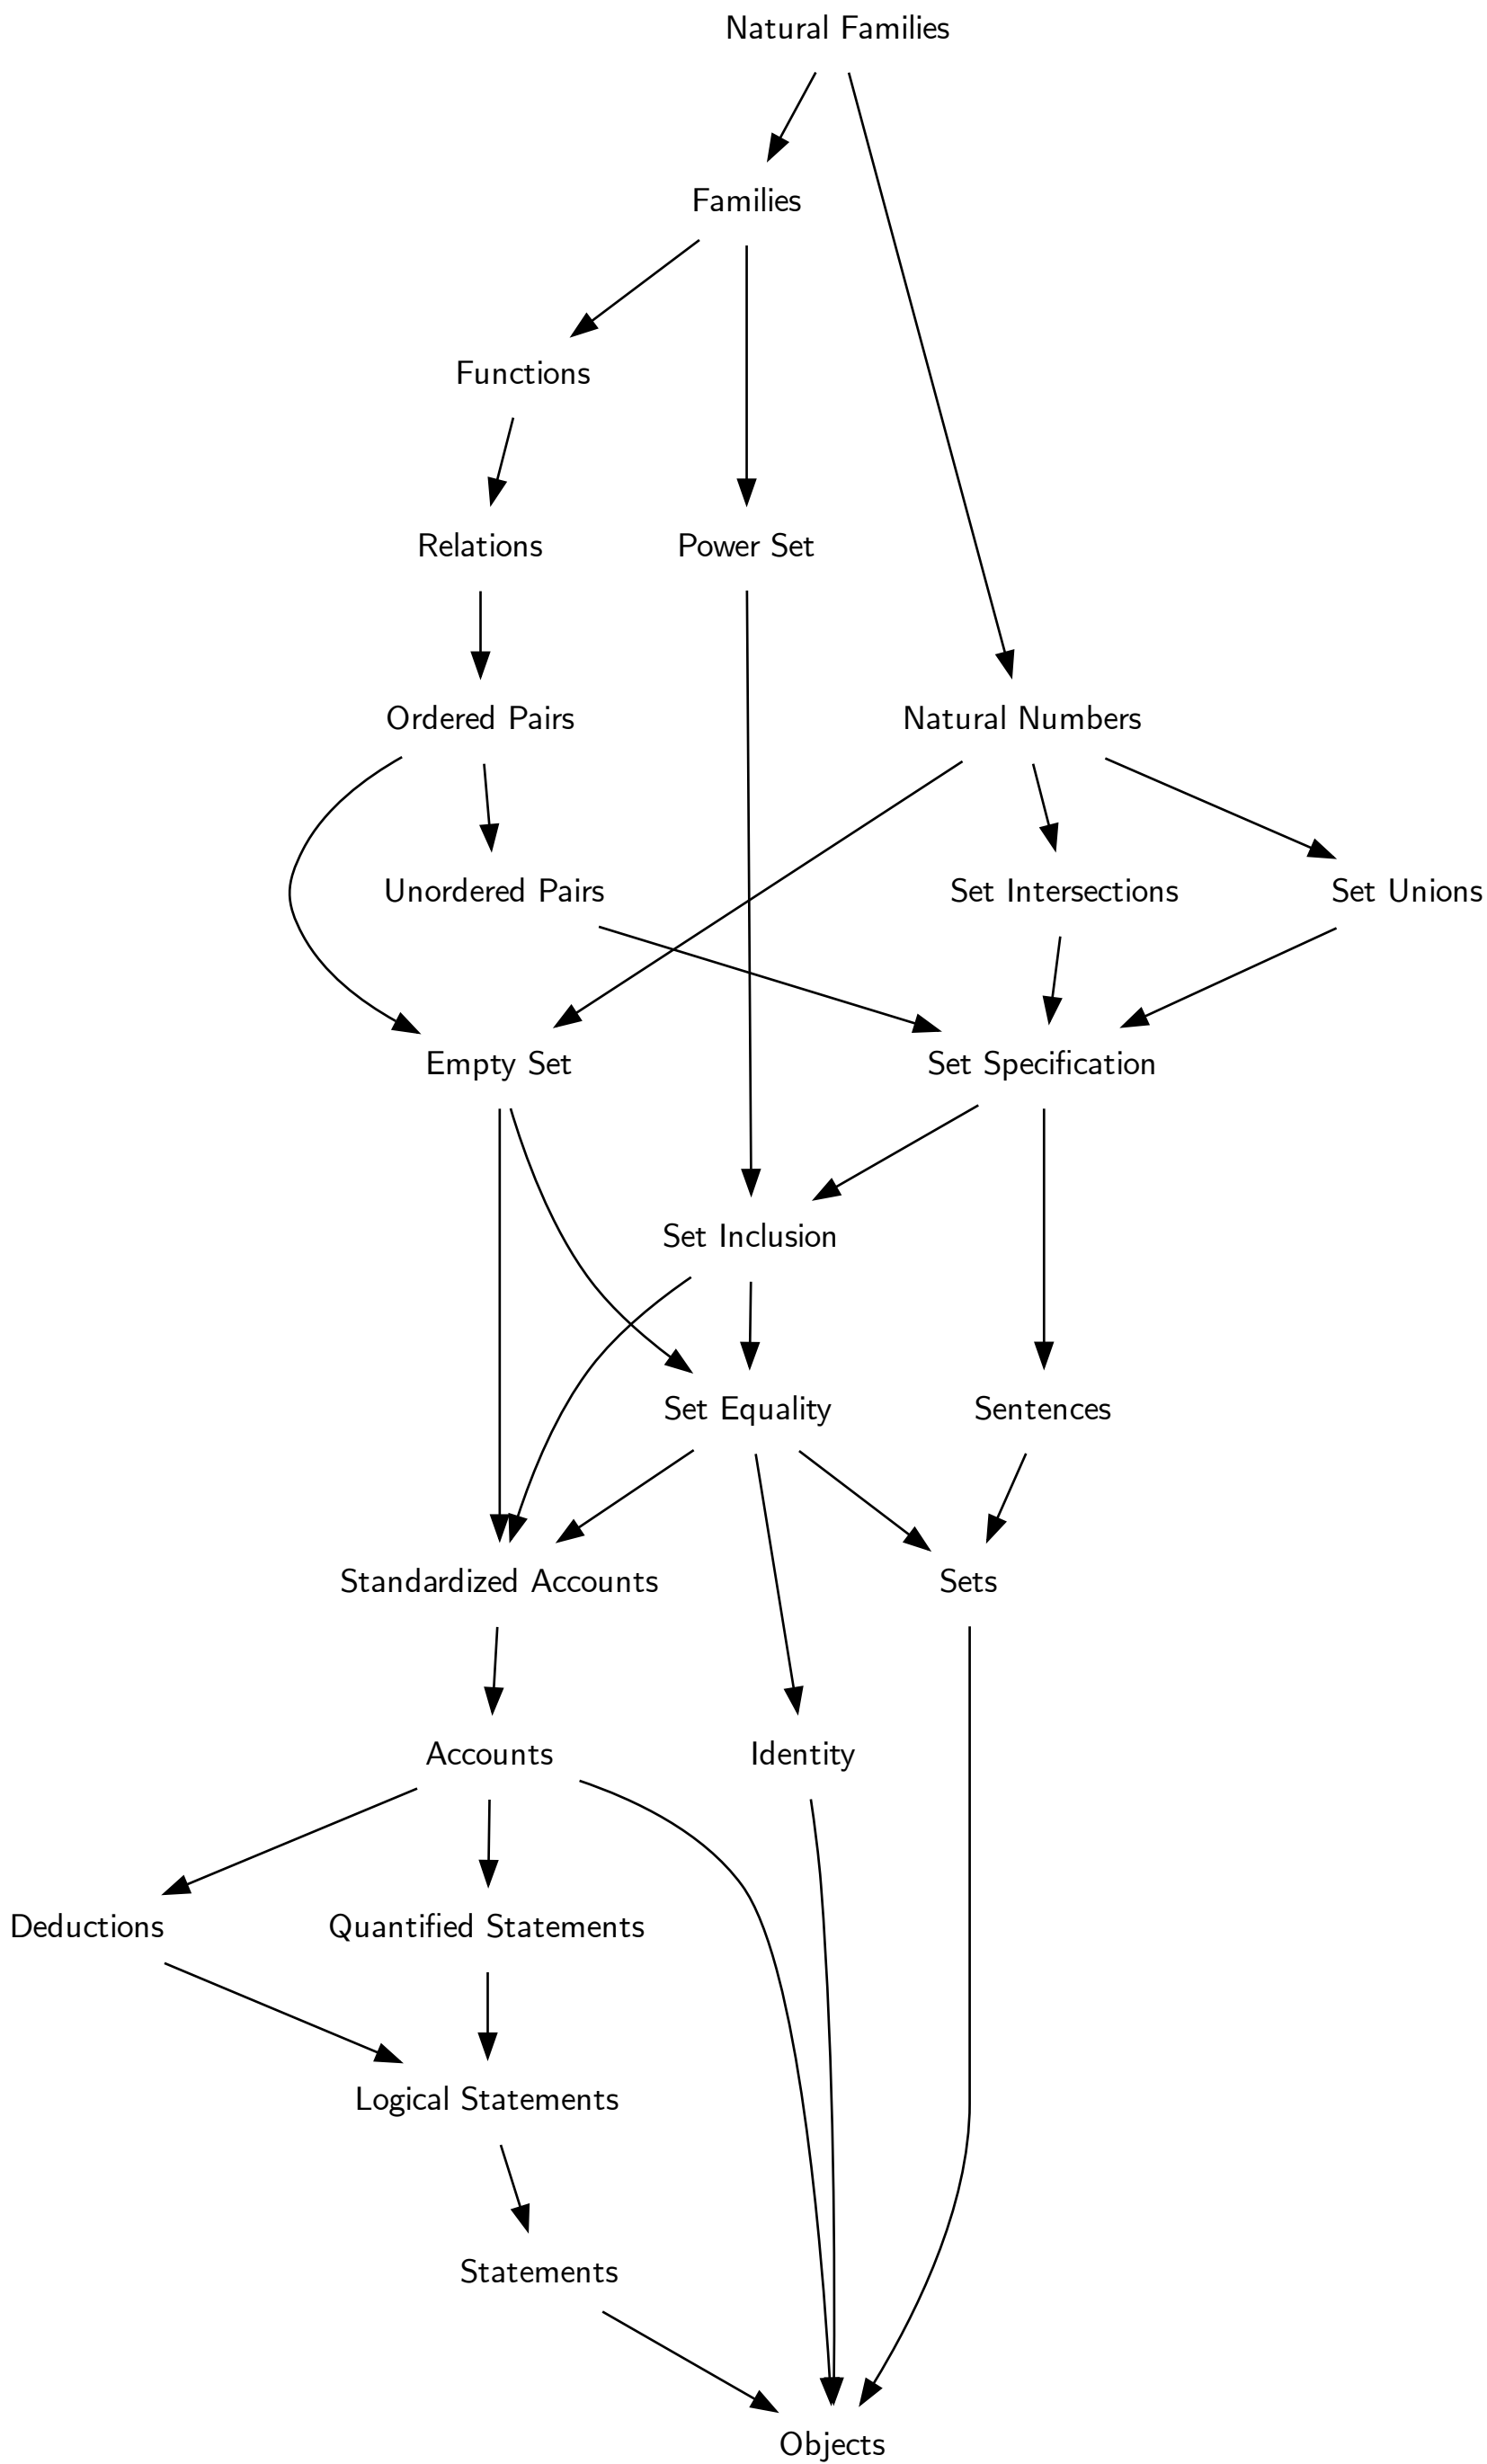 Natural Families
Families
Functions
Relations
Power Set
Ordered Pairs
Natural Numbers
Unordered Pairs
Set Intersections
Set Unions
Empty Set
Set Specification
Set Inclusion
Set Equality
Sentences
Standardized Accounts
Sets
Accounts
Identity
Deductions
Quantified Statements
Logical Statements
Statements
Objects